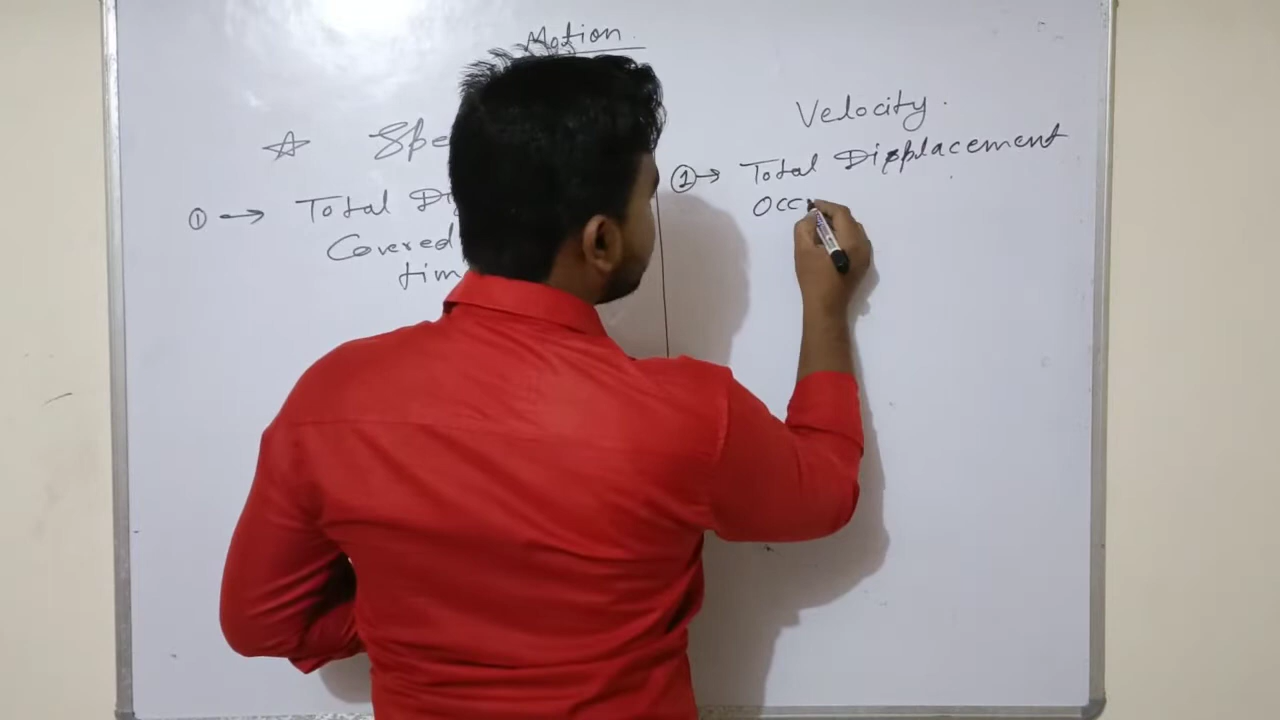 Motion.
☆ Spe
① → Total Di
Covered
tim
Velocity.
① → Total Displacement
Occ